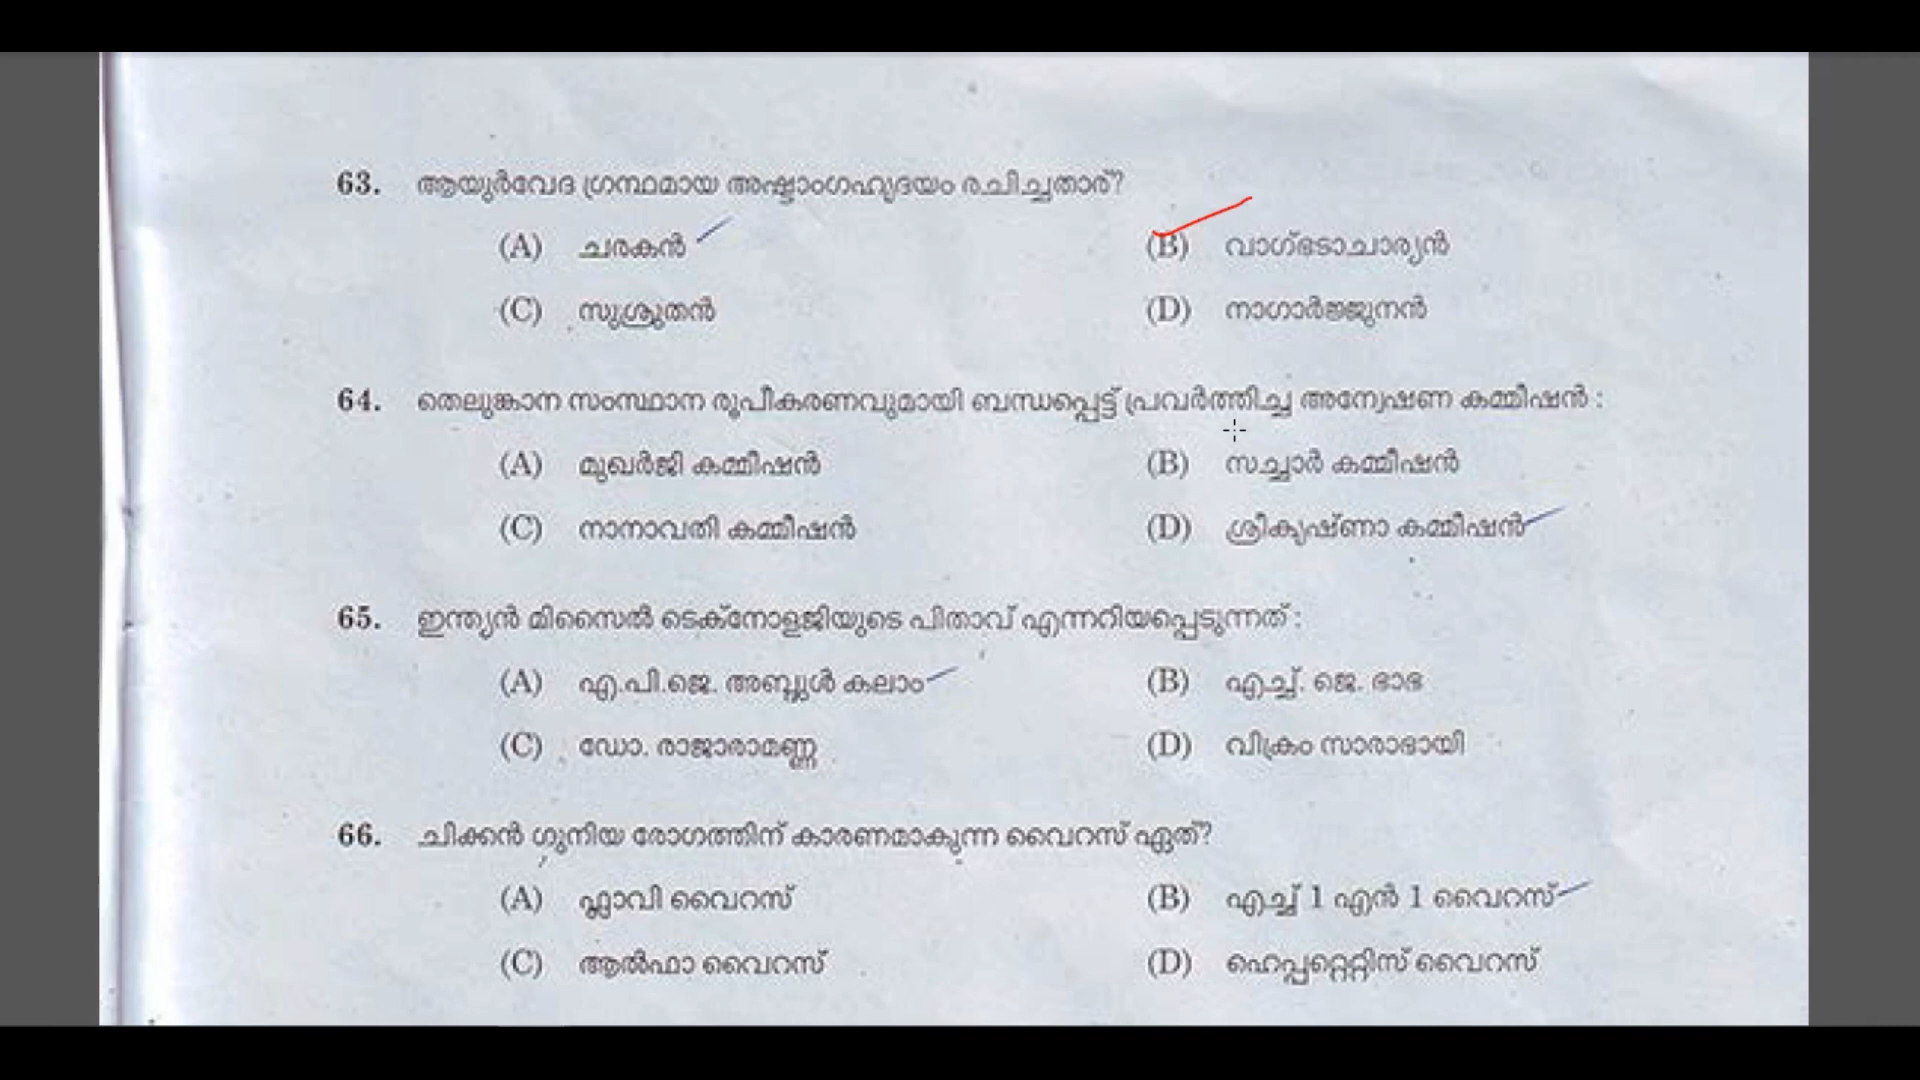 63. ആയുർവേദ ഗ്രന്ഥമായ അഷ്ടാംഗഹൃദയം രചിച്ചതാര്?
(A) ചരകൻ (B) വാഗ്ഭടാചാര്യൻ
(C) സുശ്രുതൻ (D) നാഗാർജ്ജുനൻ
64. തെലുങ്കാന സംസ്ഥാന രൂപീകരണവുമായി ബന്ധപ്പെട്ട് പ്രവർത്തിച്ച അന്വേഷണ കമ്മീഷൻ :
(A) മുഖർജി കമ്മീഷൻ (B) സച്ചാർ കമ്മീഷൻ
(C) നാനാവതി കമ്മീഷൻ (D) ശ്രീകൃഷ്ണാ കമ്മീഷൻ
65. ഇന്ത്യൻ മിസൈൽ ടെക്നോളജിയുടെ പിതാവ് എന്നറിയപ്പെടുന്നത് :
(A) എ.പി.ജെ. അബ്ദുൾ കലാം (B) എച്ച്. ജെ. ഭാഭ
(C) ഡോ. രാജാരാമണ്ണ (D) വിക്രം സാരാഭായി
66. ചിക്കൻ ഗുനിയ രോഗത്തിന് കാരണമാകുന്ന വൈറസ് ഏത്?
(A) ഫ്ലാവി വൈറസ് (B) എച്ച് 1 എൻ 1 വൈറസ്
(C) ആൽഫാ വൈറസ് (D) ഹെപ്പറ്റെറ്റിസ് വൈറസ്